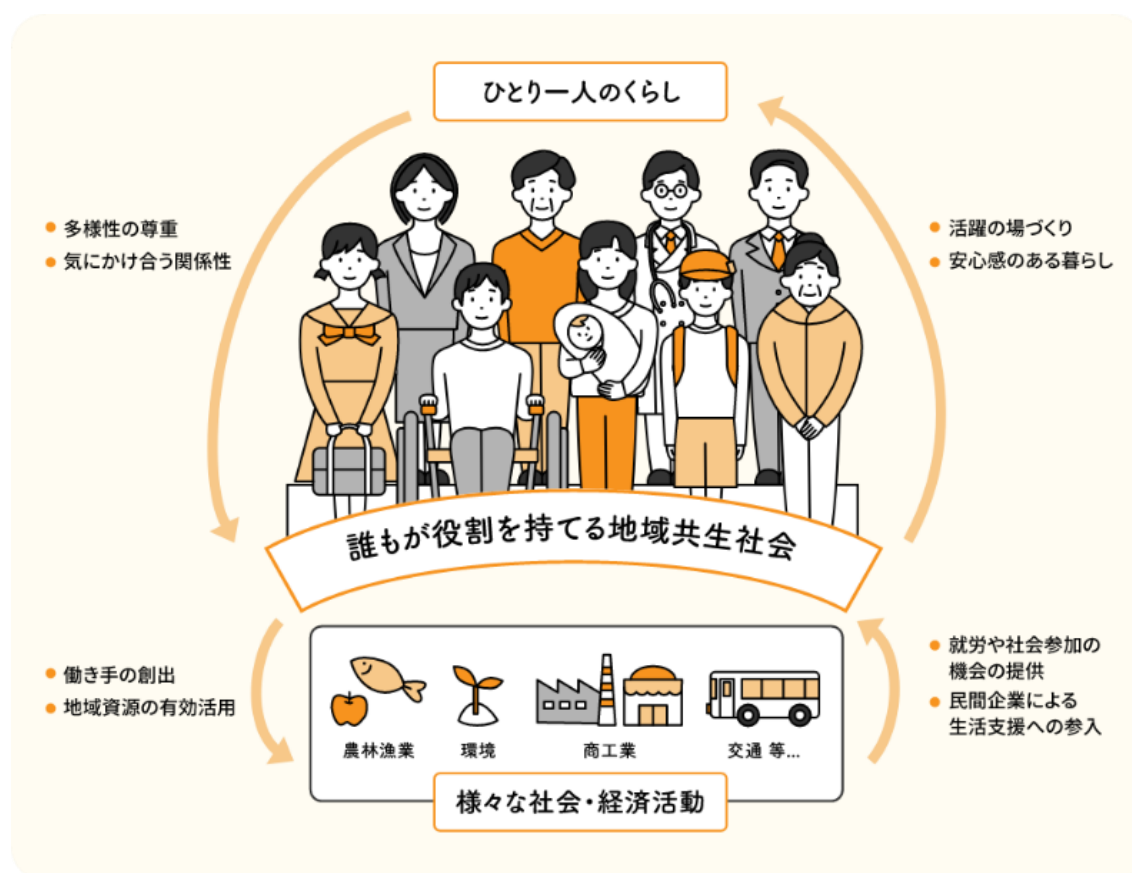 ひとり一人のくらし
多様性の尊重
気にかけ合う関係性
活躍の場づくり
安心感のある暮らし
誰もが役割を持てる地域共生社会
働き手の創出
地域資源の有効活用
就労や社会参加の
機会の提供
民間企業による
生活支援への参入
農林漁業
環境
商工業
交通 等...
様々な社会・経済活動